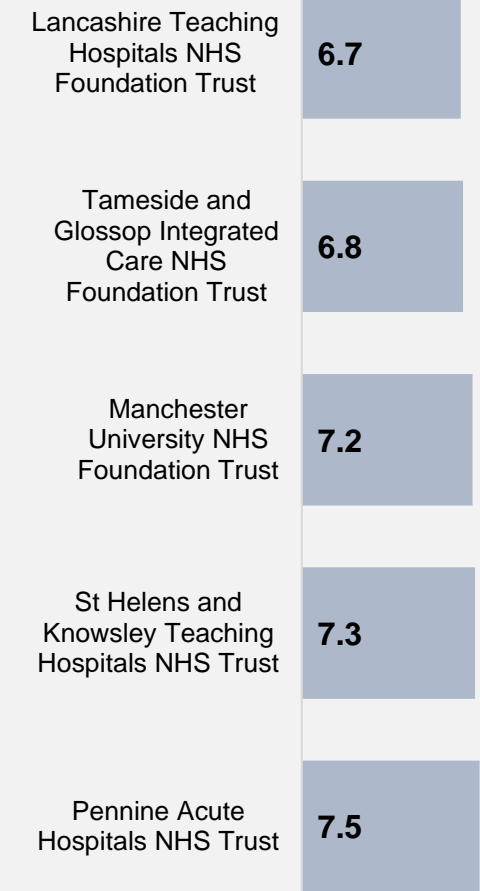 Lancashire Teaching
Hospitals NHS
Foundation Trust
6.7
Tameside and
Glossop Integrated
Care NHS
Foundation Trust
6.8
Manchester
University NHS
Foundation Trust
7.2
St Helens and
Knowsley Teaching
Hospitals NHS Trust
7.3
Pennine Acute
Hospitals NHS Trust
7.5